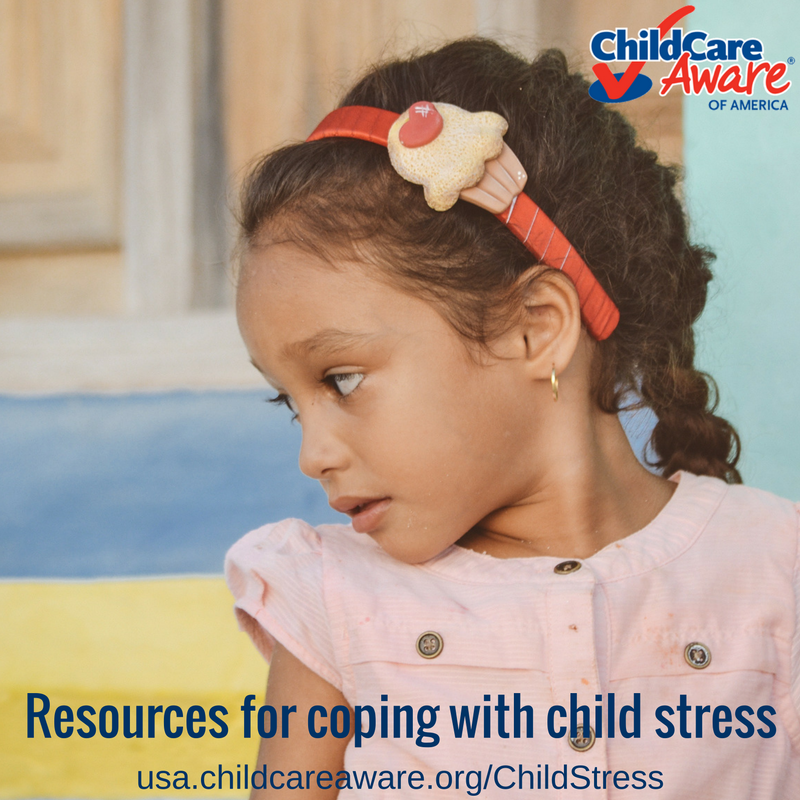 ChildCare
Aware®
OF AMERICA
Resources for coping with child stress
usa.childcareaware.org/ChildStress